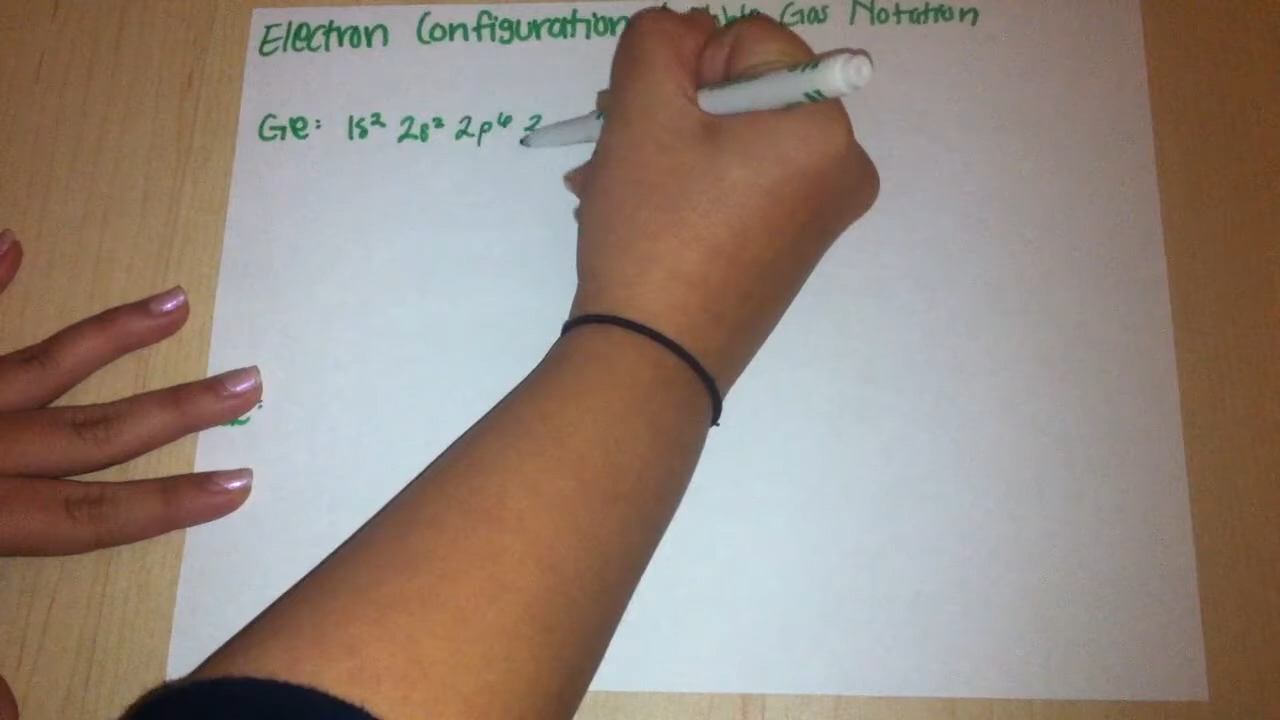 Electron Configuration Gas Notation
Ge: 1s² 2s² 2p⁶